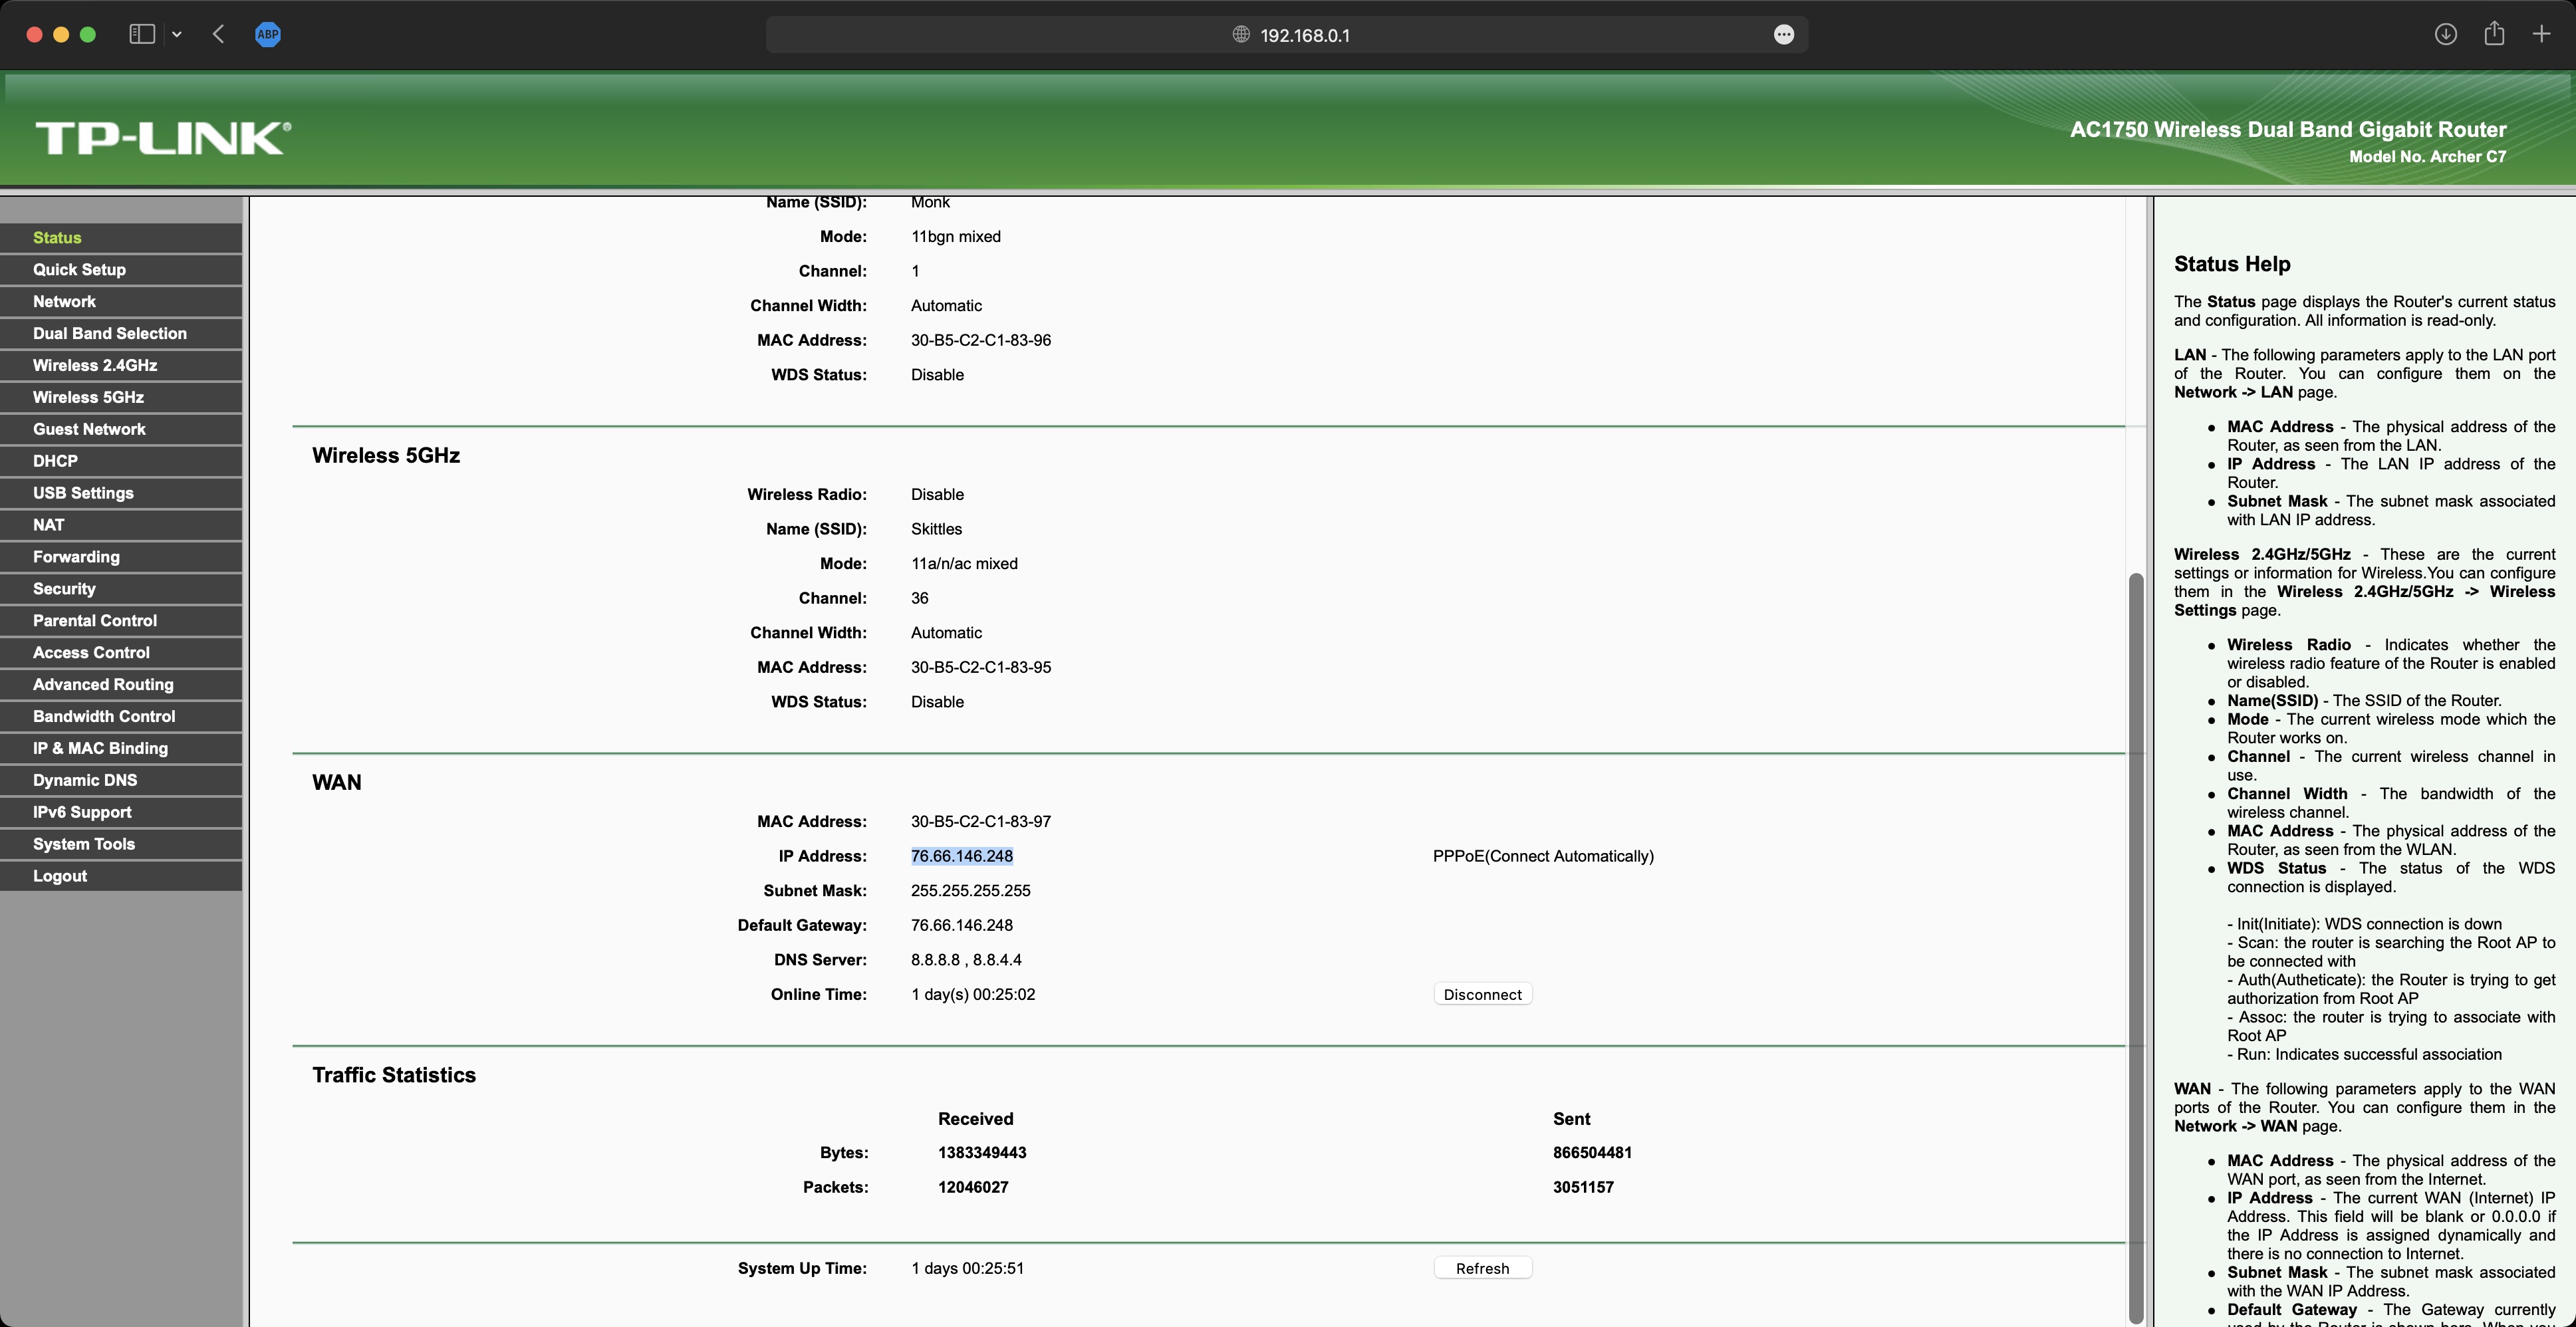 ABP
192.168.0.1
TP-LINK®
AC1750 Wireless Dual Band Gigabit Router
Model No. Archer C7
Status
Quick Setup
Network
Dual Band Selection
Wireless 2.4GHz
Wireless 5GHz
Guest Network
DHCP
USB Settings
NAT
Forwarding
Security
Parental Control
Access Control
Advanced Routing
Bandwidth Control
IP & MAC Binding
Dynamic DNS
IPv6 Support
System Tools
Logout
Name (SSID): Monk
Mode: 11bgn mixed
Channel: 1
Channel Width: Automatic
MAC Address: 30-B5-C2-C1-83-96
WDS Status: Disable
Wireless 5GHz
Wireless Radio: Disable
Name (SSID): Skittles
Mode: 11a/n/ac mixed
Channel: 36
Channel Width: Automatic
MAC Address: 30-B5-C2-C1-83-95
WDS Status: Disable
WAN
MAC Address: 30-B5-C2-C1-83-97
IP Address: 76.66.146.248 PPPoE(Connect Automatically)
Subnet Mask: 255.255.255.255
Default Gateway: 76.66.146.248
DNS Server: 8.8.8.8 , 8.8.4.4
Online Time: 1 day(s) 00:25:02 Disconnect
Traffic Statistics
Received Sent
Bytes: 1383349443 866504481
Packets: 12046027 3051157
System Up Time: 1 days 00:25:51 Refresh
Status Help
The Status page displays the Router's current status
and configuration. All information is read-only.
LAN - The following parameters apply to the LAN port
of the Router. You can configure them on the
Network -> LAN page.
● MAC Address - The physical address of the
Router, as seen from the LAN.
● IP Address - The LAN IP address of the
Router.
● Subnet Mask - The subnet mask associated
with LAN IP address.
Wireless 2.4GHz/5GHz - These are the current
settings or information for Wireless.You can configure
them in the Wireless 2.4GHz/5GHz -> Wireless
Settings page.
● Wireless Radio - Indicates whether the
wireless radio feature of the Router is enabled
or disabled.
● Name(SSID) - The SSID of the Router.
● Mode - The current wireless mode which the
Router works on.
● Channel - The current wireless channel in
use.
● Channel Width - The bandwidth of the
wireless channel.
● MAC Address - The physical address of the
Router, as seen from the WLAN.
● WDS Status - The status of the WDS
connection is displayed.
- Init(Initiate): WDS connection is down
- Scan: the router is searching the Root AP to
be connected with
- Auth(Autheticate): the Router is trying to get
authorization from Root AP
- Assoc: the router is trying to associate with
Root AP
- Run: Indicates successful association
WAN - The following parameters apply to the WAN
ports of the Router. You can configure them in the
Network -> WAN page.
● MAC Address - The physical address of the
WAN port, as seen from the Internet.
● IP Address - The current WAN (Internet) IP
Address. This field will be blank or 0.0.0.0 if
the IP Address is assigned dynamically and
there is no connection to Internet.
● Subnet Mask - The subnet mask associated
with the WAN IP Address.
● Default Gateway - The Gateway currently